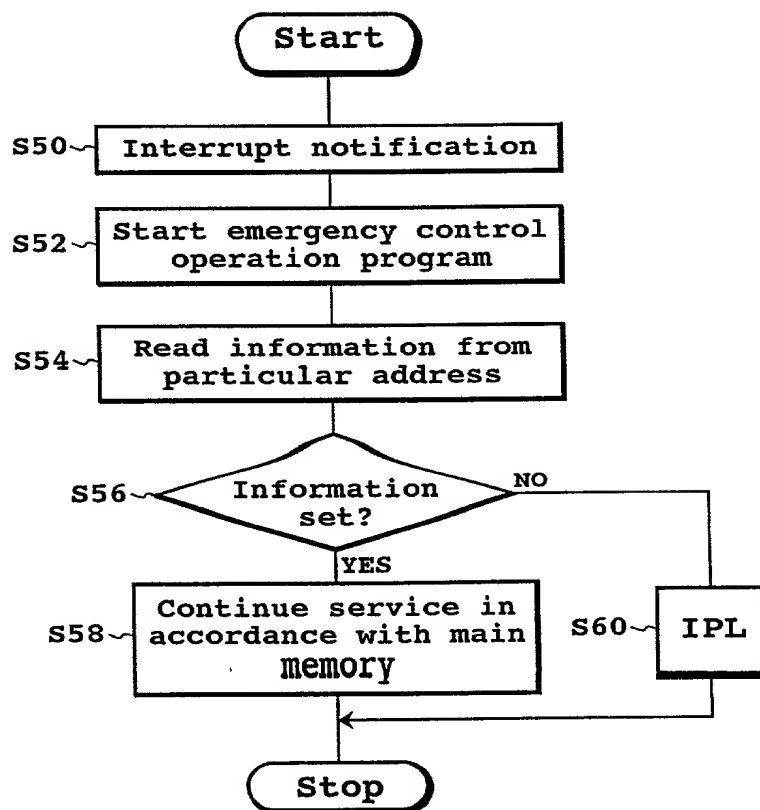 Start
S50
Interrupt notification
S52
Start emergency control
operation program
S54
Read information from
particular address
S56
Information
set?
NO
YES
S58
Continue service in
accordance with main
memory
S60
IPL
Stop